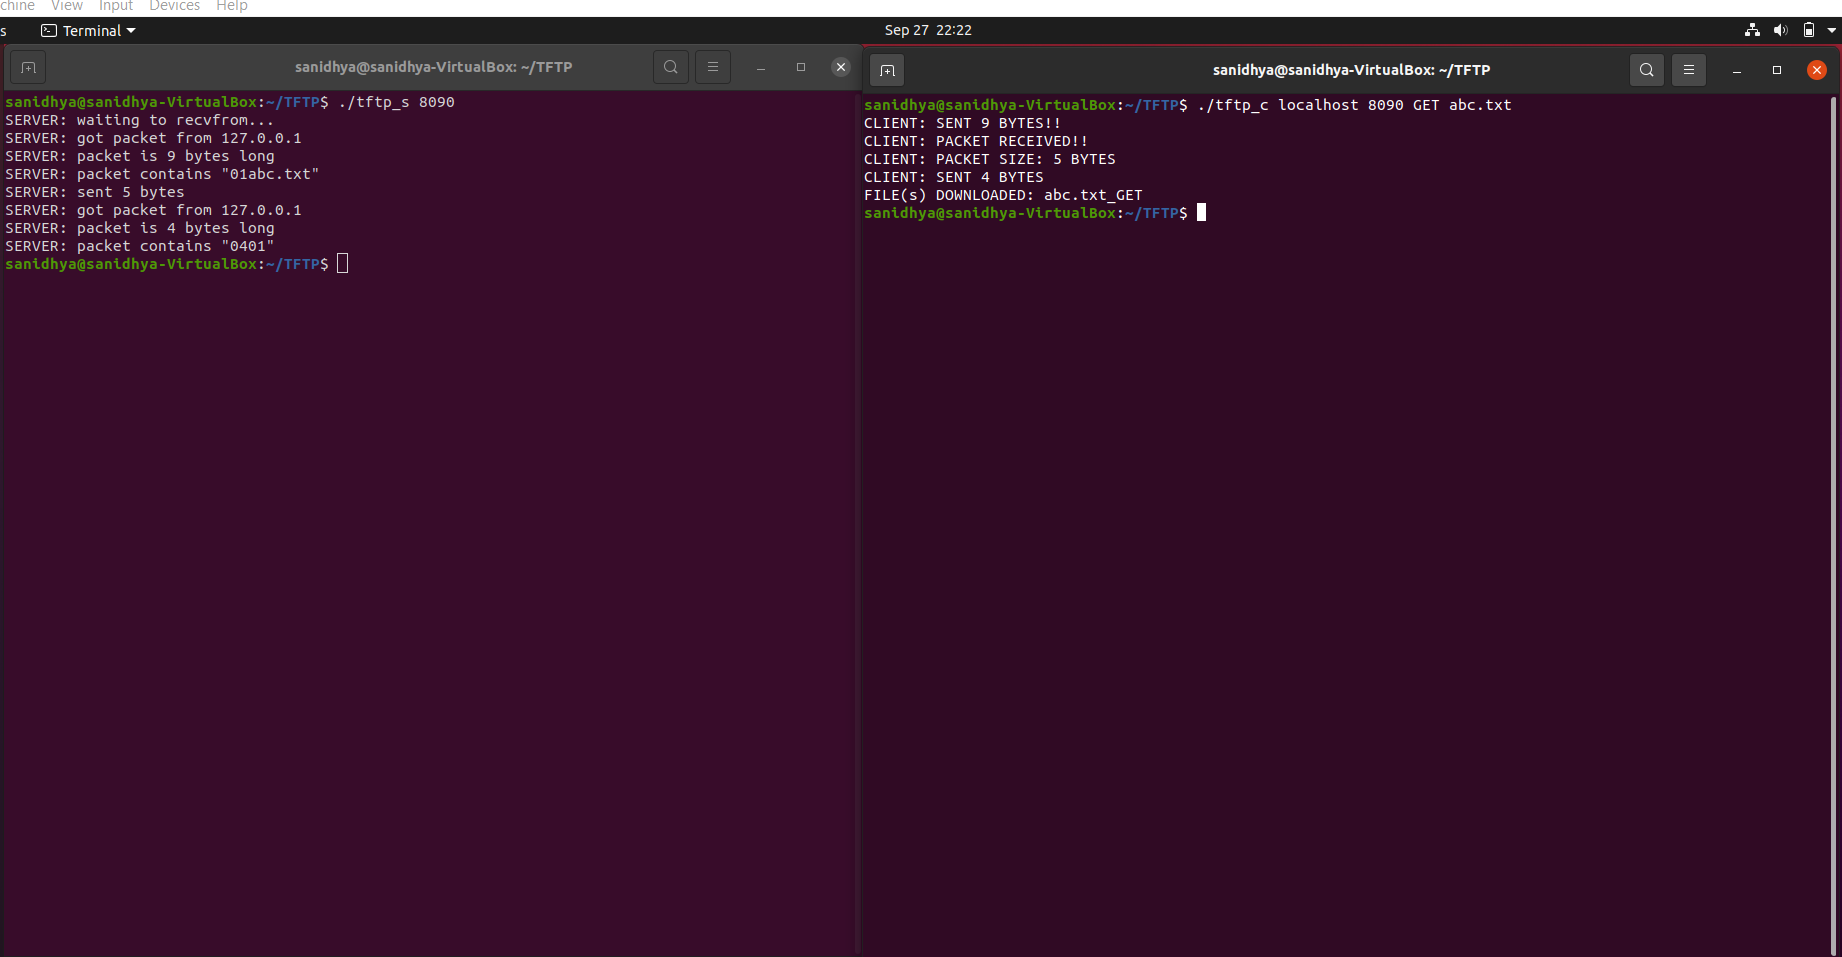 chine View Input Devices Help
s Terminal Sep 27 22:22
sanidhya@sanidhya-VirtualBox: ~/TFTP
sanidhya@sanidhya-VirtualBox:~/TFTP$ ./tftp_s 8090
SERVER: waiting to recvfrom...
SERVER: got packet from 127.0.0.1
SERVER: packet is 9 bytes long
SERVER: packet contains "01abc.txt"
SERVER: sent 5 bytes
SERVER: got packet from 127.0.0.1
SERVER: packet is 4 bytes long
SERVER: packet contains "0401"
sanidhya@sanidhya-VirtualBox:~/TFTP$
sanidhya@sanidhya-VirtualBox: ~/TFTP
sanidhya@sanidhya-VirtualBox:~/TFTP$ ./tftp_c localhost 8090 GET abc.txt
CLIENT: SENT 9 BYTES!!
CLIENT: PACKET RECEIVED!!
CLIENT: PACKET SIZE: 5 BYTES
CLIENT: SENT 4 BYTES
FILE(s) DOWNLOADED: abc.txt_GET
sanidhya@sanidhya-VirtualBox:~/TFTP$